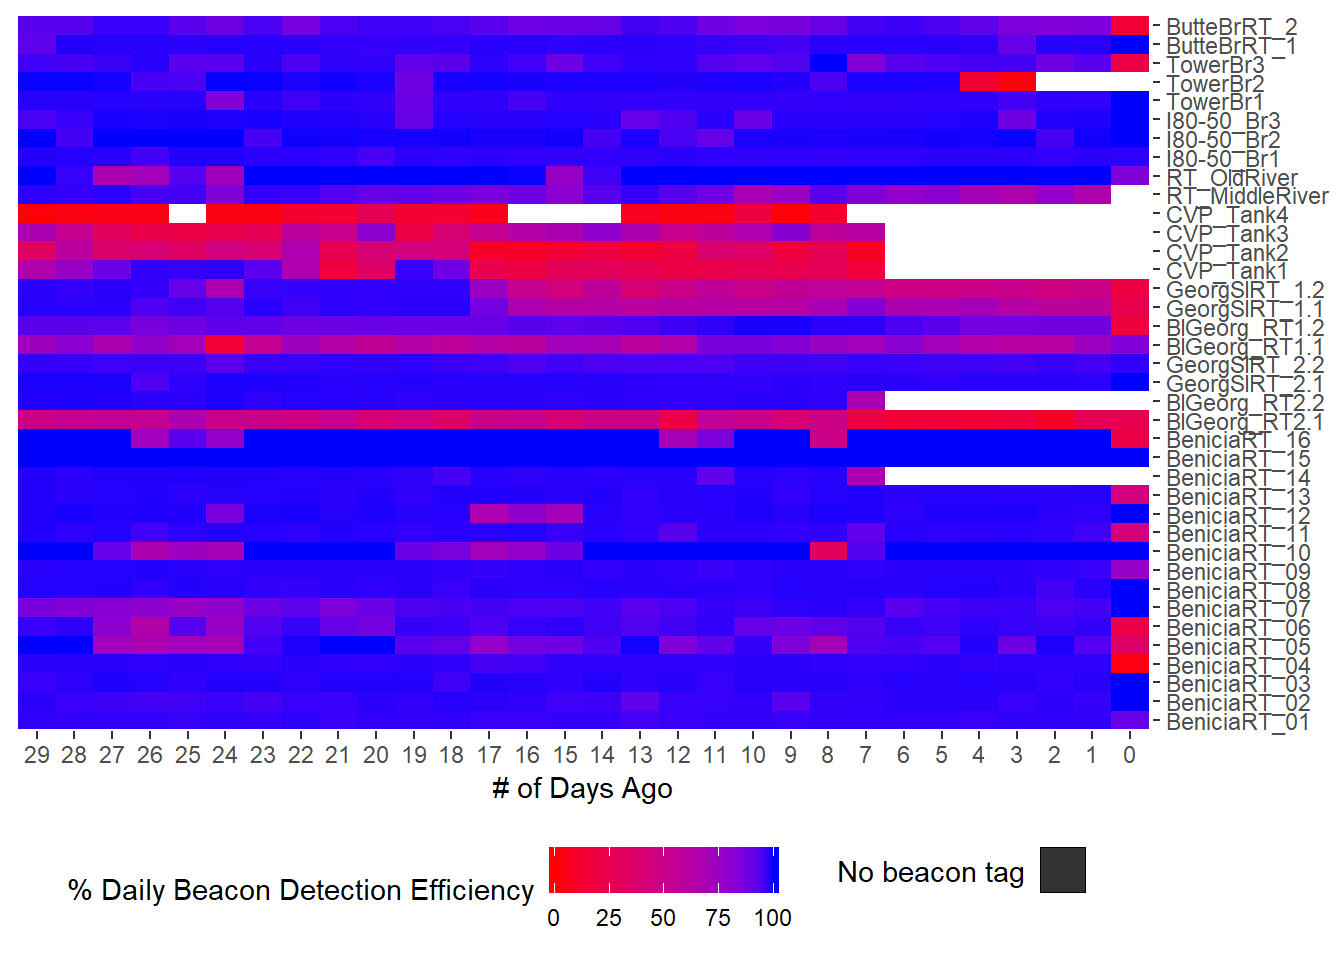 ButteBrRT_2
ButteBrRT_1
TowerBr3
TowerBr2
TowerBr1
I80-50_Br3
I80-50_Br2
I80-50_Br1
RT_OldRiver
RT_MiddleRiver
CVP_Tank4
CVP_Tank3
CVP_Tank2
CVP_Tank1
GeorgSlRT_1.2
GeorgSlRT_1.1
BlGeorg_RT1.2
BlGeorg_RT1.1
GeorgSlRT_2.2
GeorgSlRT_2.1
BlGeorg_RT2.2
BlGeorg_RT2.1
BeniciaRT_16
BeniciaRT_15
BeniciaRT_14
BeniciaRT_13
BeniciaRT_12
BeniciaRT_11
BeniciaRT_10
BeniciaRT_09
BeniciaRT_08
BeniciaRT_07
BeniciaRT_06
BeniciaRT_05
BeniciaRT_04
BeniciaRT_03
BeniciaRT_02
BeniciaRT_01
29 28 27 26 25 24 23 22 21 20 19 18 17 16 15 14 13 12 11 10 9 8 7 6 5 4 3 2 1 0
# of Days Ago
% Daily Beacon Detection Efficiency
0 25 50 75 100
No beacon tag